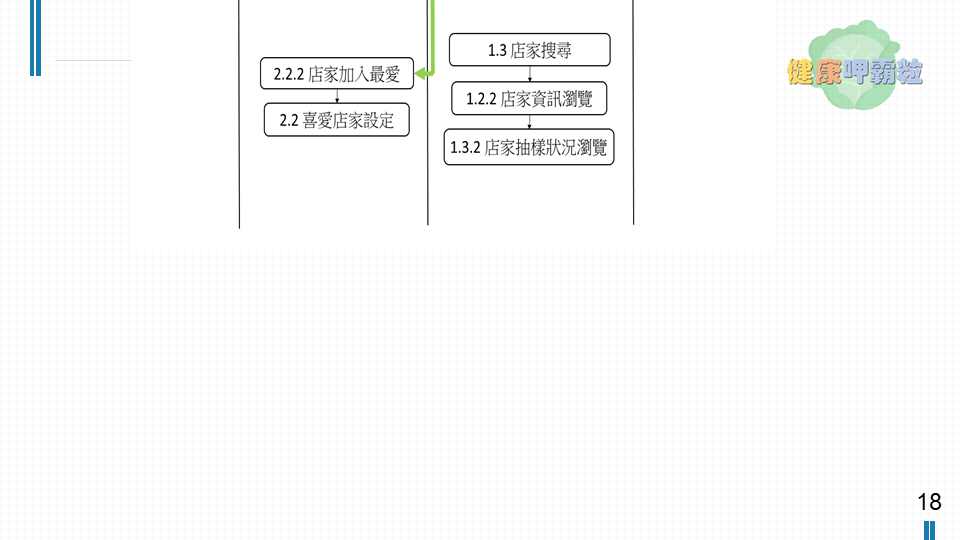 1.3 店家搜尋
健康呷霸粒
2.2.2 店家加入最愛
1.2.2 店家資訊瀏覽
2.2 喜愛店家設定
1.3.2 店家抽樣狀況瀏覽
18